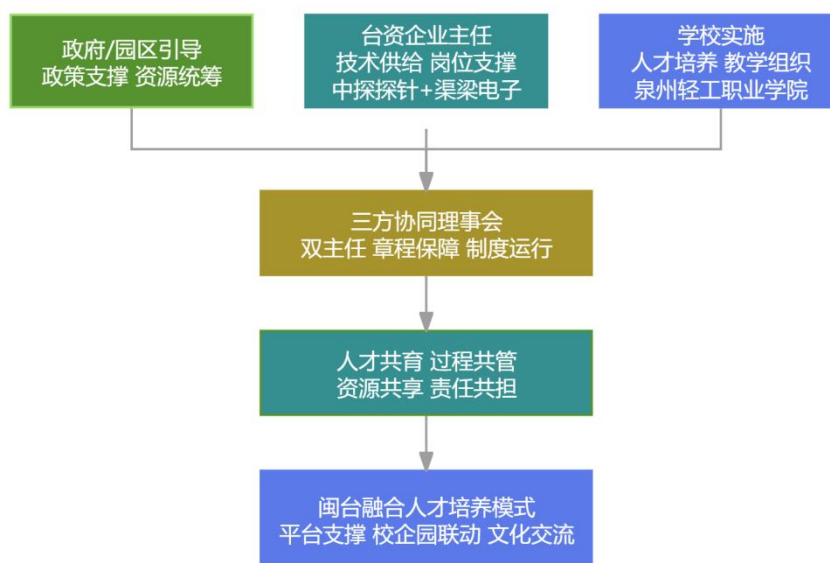 政府/园区引导
政策支撑 资源统筹
台资企业主任
技术供给 岗位支撑
中探探针+渠梁电子
学校实施
人才培养 教学组织
泉州轻工职业学院
三方协同理事会
双主任 章程保障 制度运行
人才共育 过程共管
资源共享 责任共担
闽台融合人才培养模式
平台支撑 校企园联动 文化交流